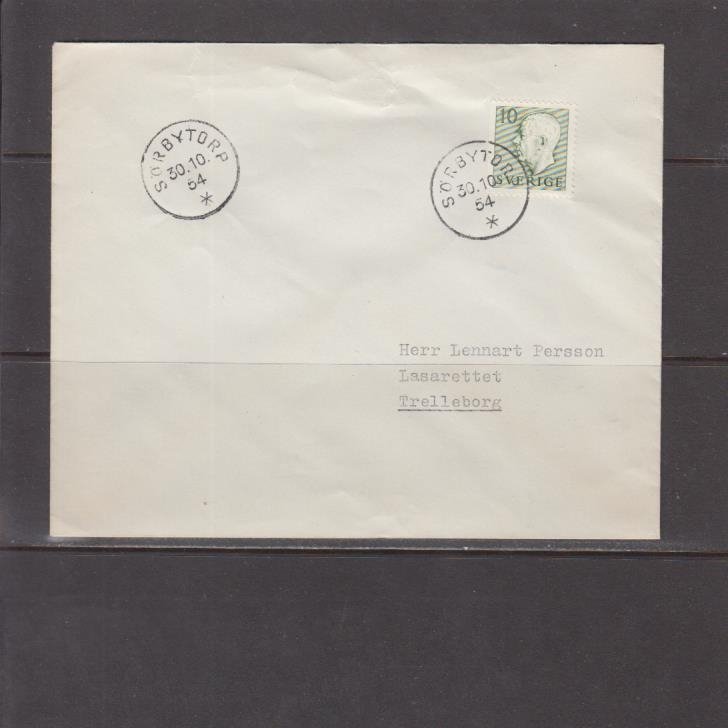 SÖRBYTORP
30.10.
54
*
10
SVERIGE
SÖRBYTORP
30.10
54
*
Herr Lennart Persson
Lasarettet
Trelleborg